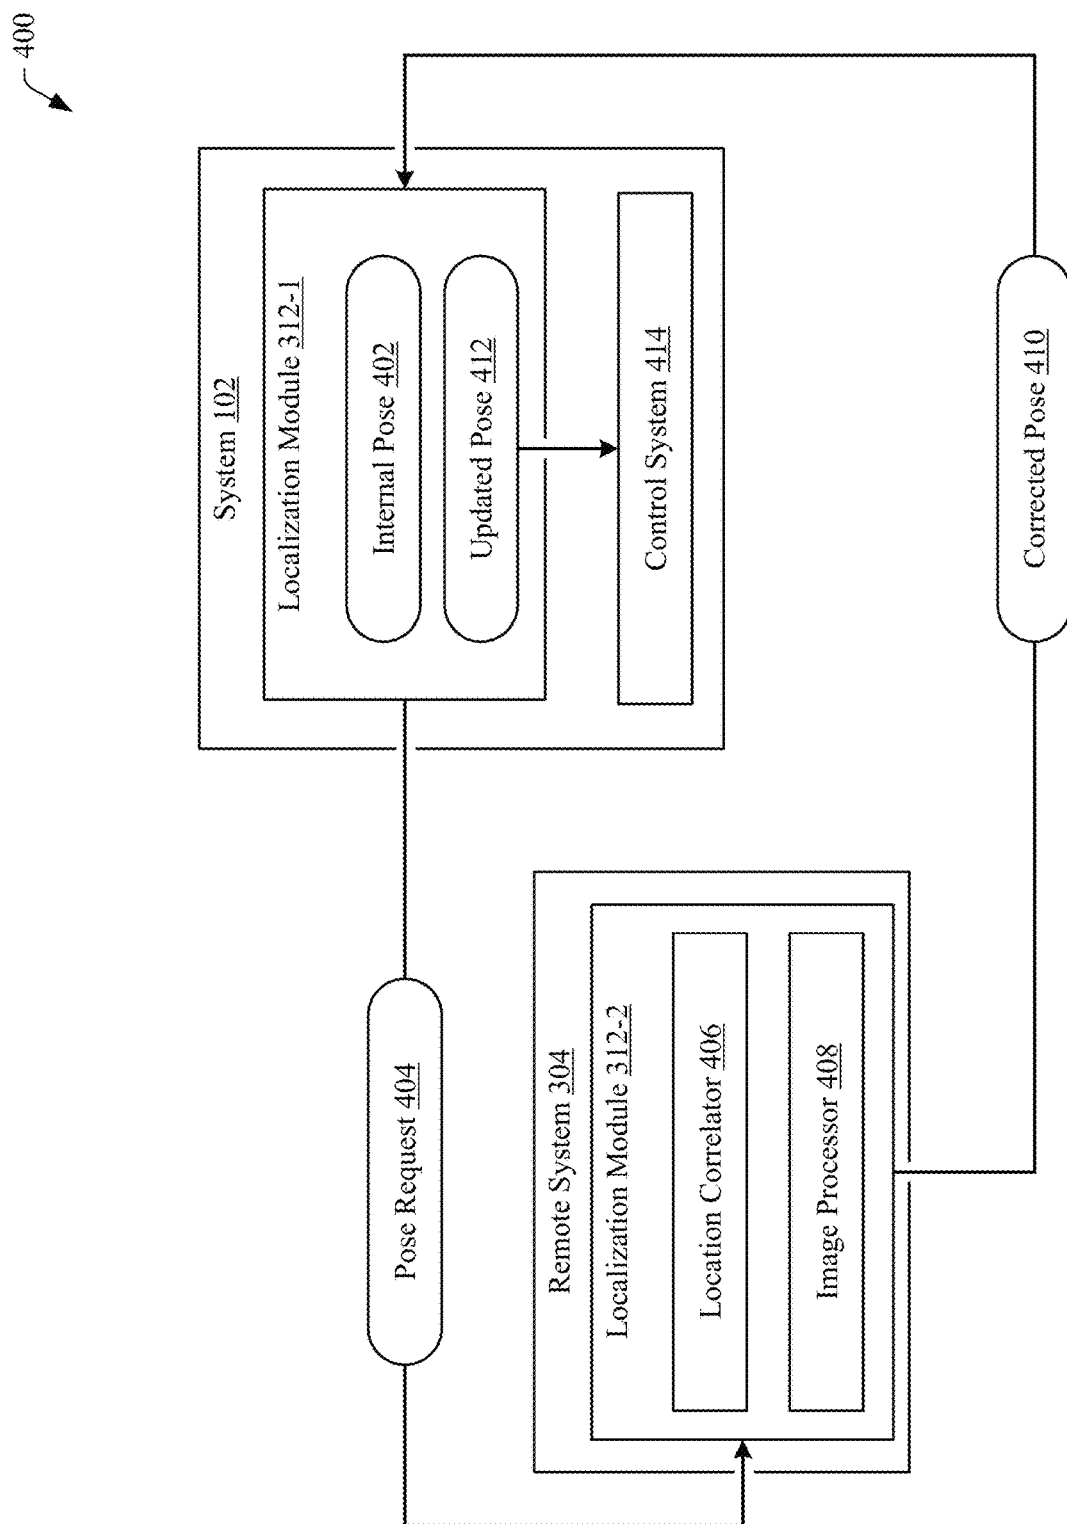 400
System 102
Localization Module 312-1
Internal Pose 402
Updated Pose 412
Control System 414
Pose Request 404
Remote System 304
Localization Module 312-2
Location Correlator 406
Image Processor 408
Corrected Pose 410